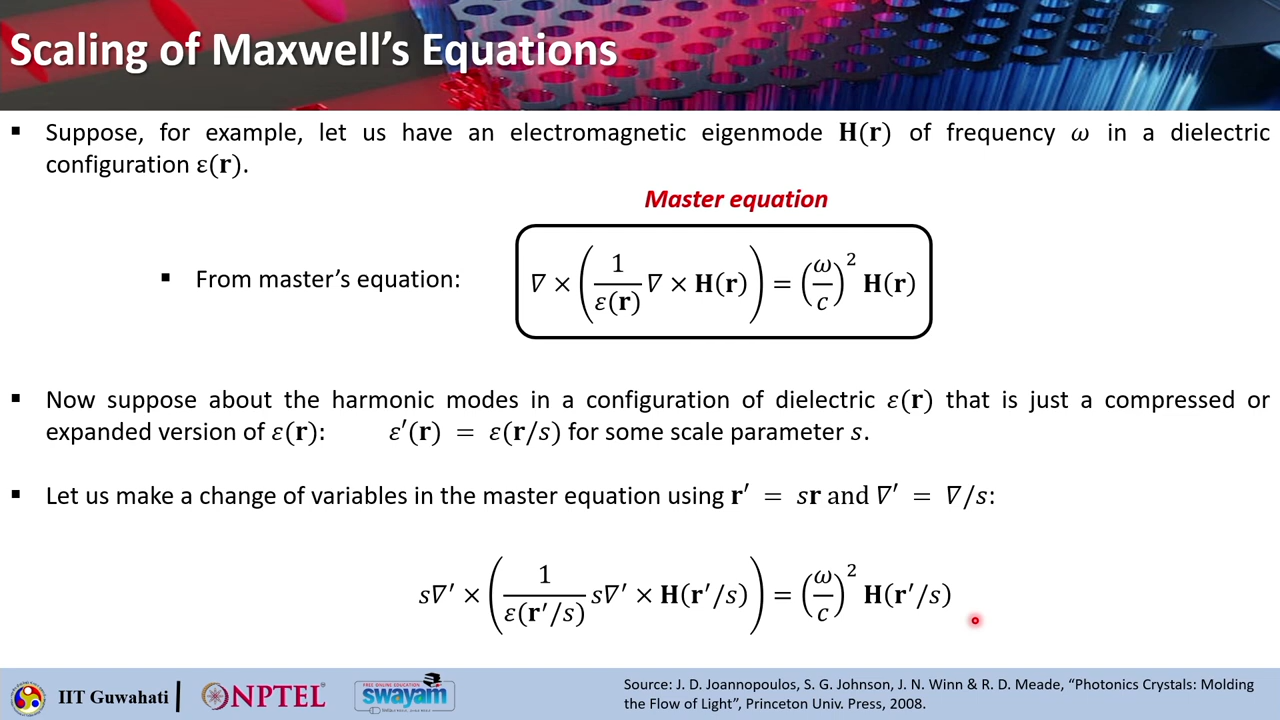 Scaling of Maxwell's Equations
▪ Suppose, for example, let us have an electromagnetic eigenmode 𝐇(𝐫) of frequency 𝜔 in a dielectric
configuration ε(𝐫).
Master equation
▪ From master's equation:
∇ × (1/ε(𝐫) ∇ × 𝐇(𝐫)) = (ω/c)² 𝐇(𝐫)
▪ Now suppose about the harmonic modes in a configuration of dielectric ε(𝐫) that is just a compressed or
expanded version of ε(𝐫): ε′(𝐫) = ε(𝐫/s) for some scale parameter s.
▪ Let us make a change of variables in the master equation using 𝐫′ = s𝐫 and ∇′ = ∇/s:
s∇′ × (1/ε(𝐫′/s) s∇′ × 𝐇(𝐫′/s)) = (ω/c)² 𝐇(𝐫′/s)
IIT Guwahati
NPTEL
FREE ONLINE EDUCATION
swayam
Source: J. D. Joannopoulos, S. G. Johnson, J. N. Winn & R. D. Meade, "Photonics Crystals: Molding
the Flow of Light", Princeton Univ. Press, 2008.